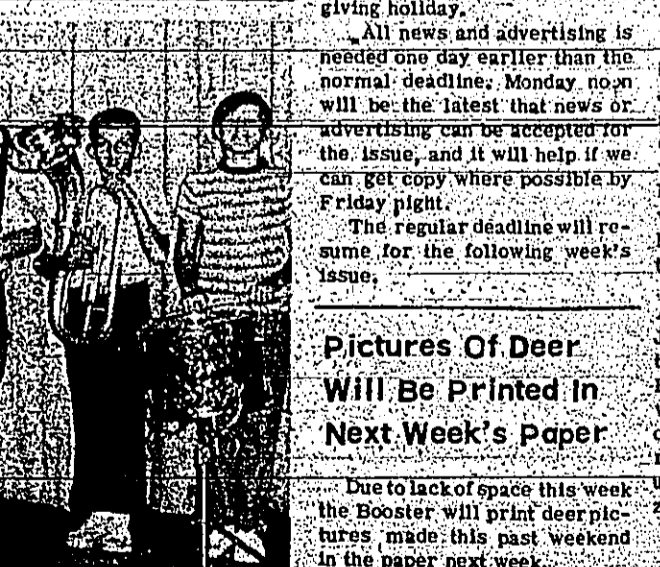 giving holiday.
All news and advertising is
needed one day earlier than the
normal deadline. Monday noon
will be the latest that news or
advertising can be accepted for
the issue, and it will help if we
can get copy where possible by
Friday night.
The regular deadline will re-
sume for the following week's
issue.
Pictures Of Deer
Will Be Printed In
Next Week's Paper
Due to lack of space this week
the Booster will print deer pic-
tures made this past weekend
in the paper next week.